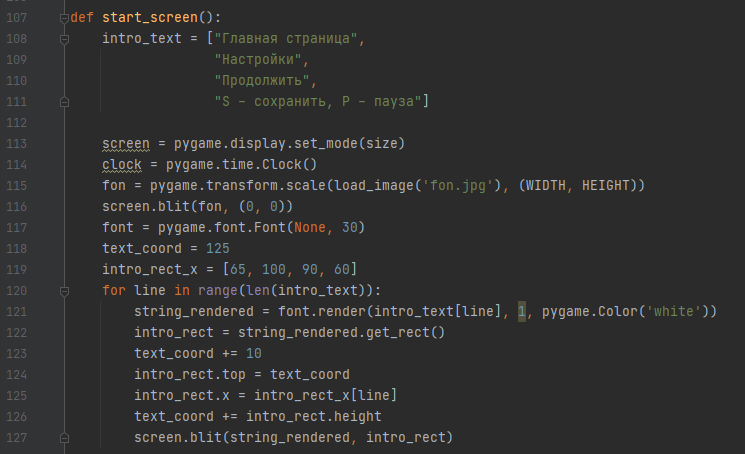 107 def start_screen():
108     intro_text = ["Главная страница",
109                   "Настройки",
110                   "Продолжить",
111                   "S – сохранить, P – пауза"]
112
113     screen = pygame.display.set_mode(size)
114     clock = pygame.time.Clock()
115     fon = pygame.transform.scale(load_image('fon.jpg'), (WIDTH, HEIGHT))
116     screen.blit(fon, (0, 0))
117     font = pygame.font.Font(None, 30)
118     text_coord = 125
119     intro_rect_x = [65, 100, 90, 60]
120     for line in range(len(intro_text)):
121         string_rendered = font.render(intro_text[line], 1, pygame.Color('white'))
122         intro_rect = string_rendered.get_rect()
123         text_coord += 10
124         intro_rect.top = text_coord
125         intro_rect.x = intro_rect_x[line]
126         text_coord += intro_rect.height
127         screen.blit(string_rendered, intro_rect)